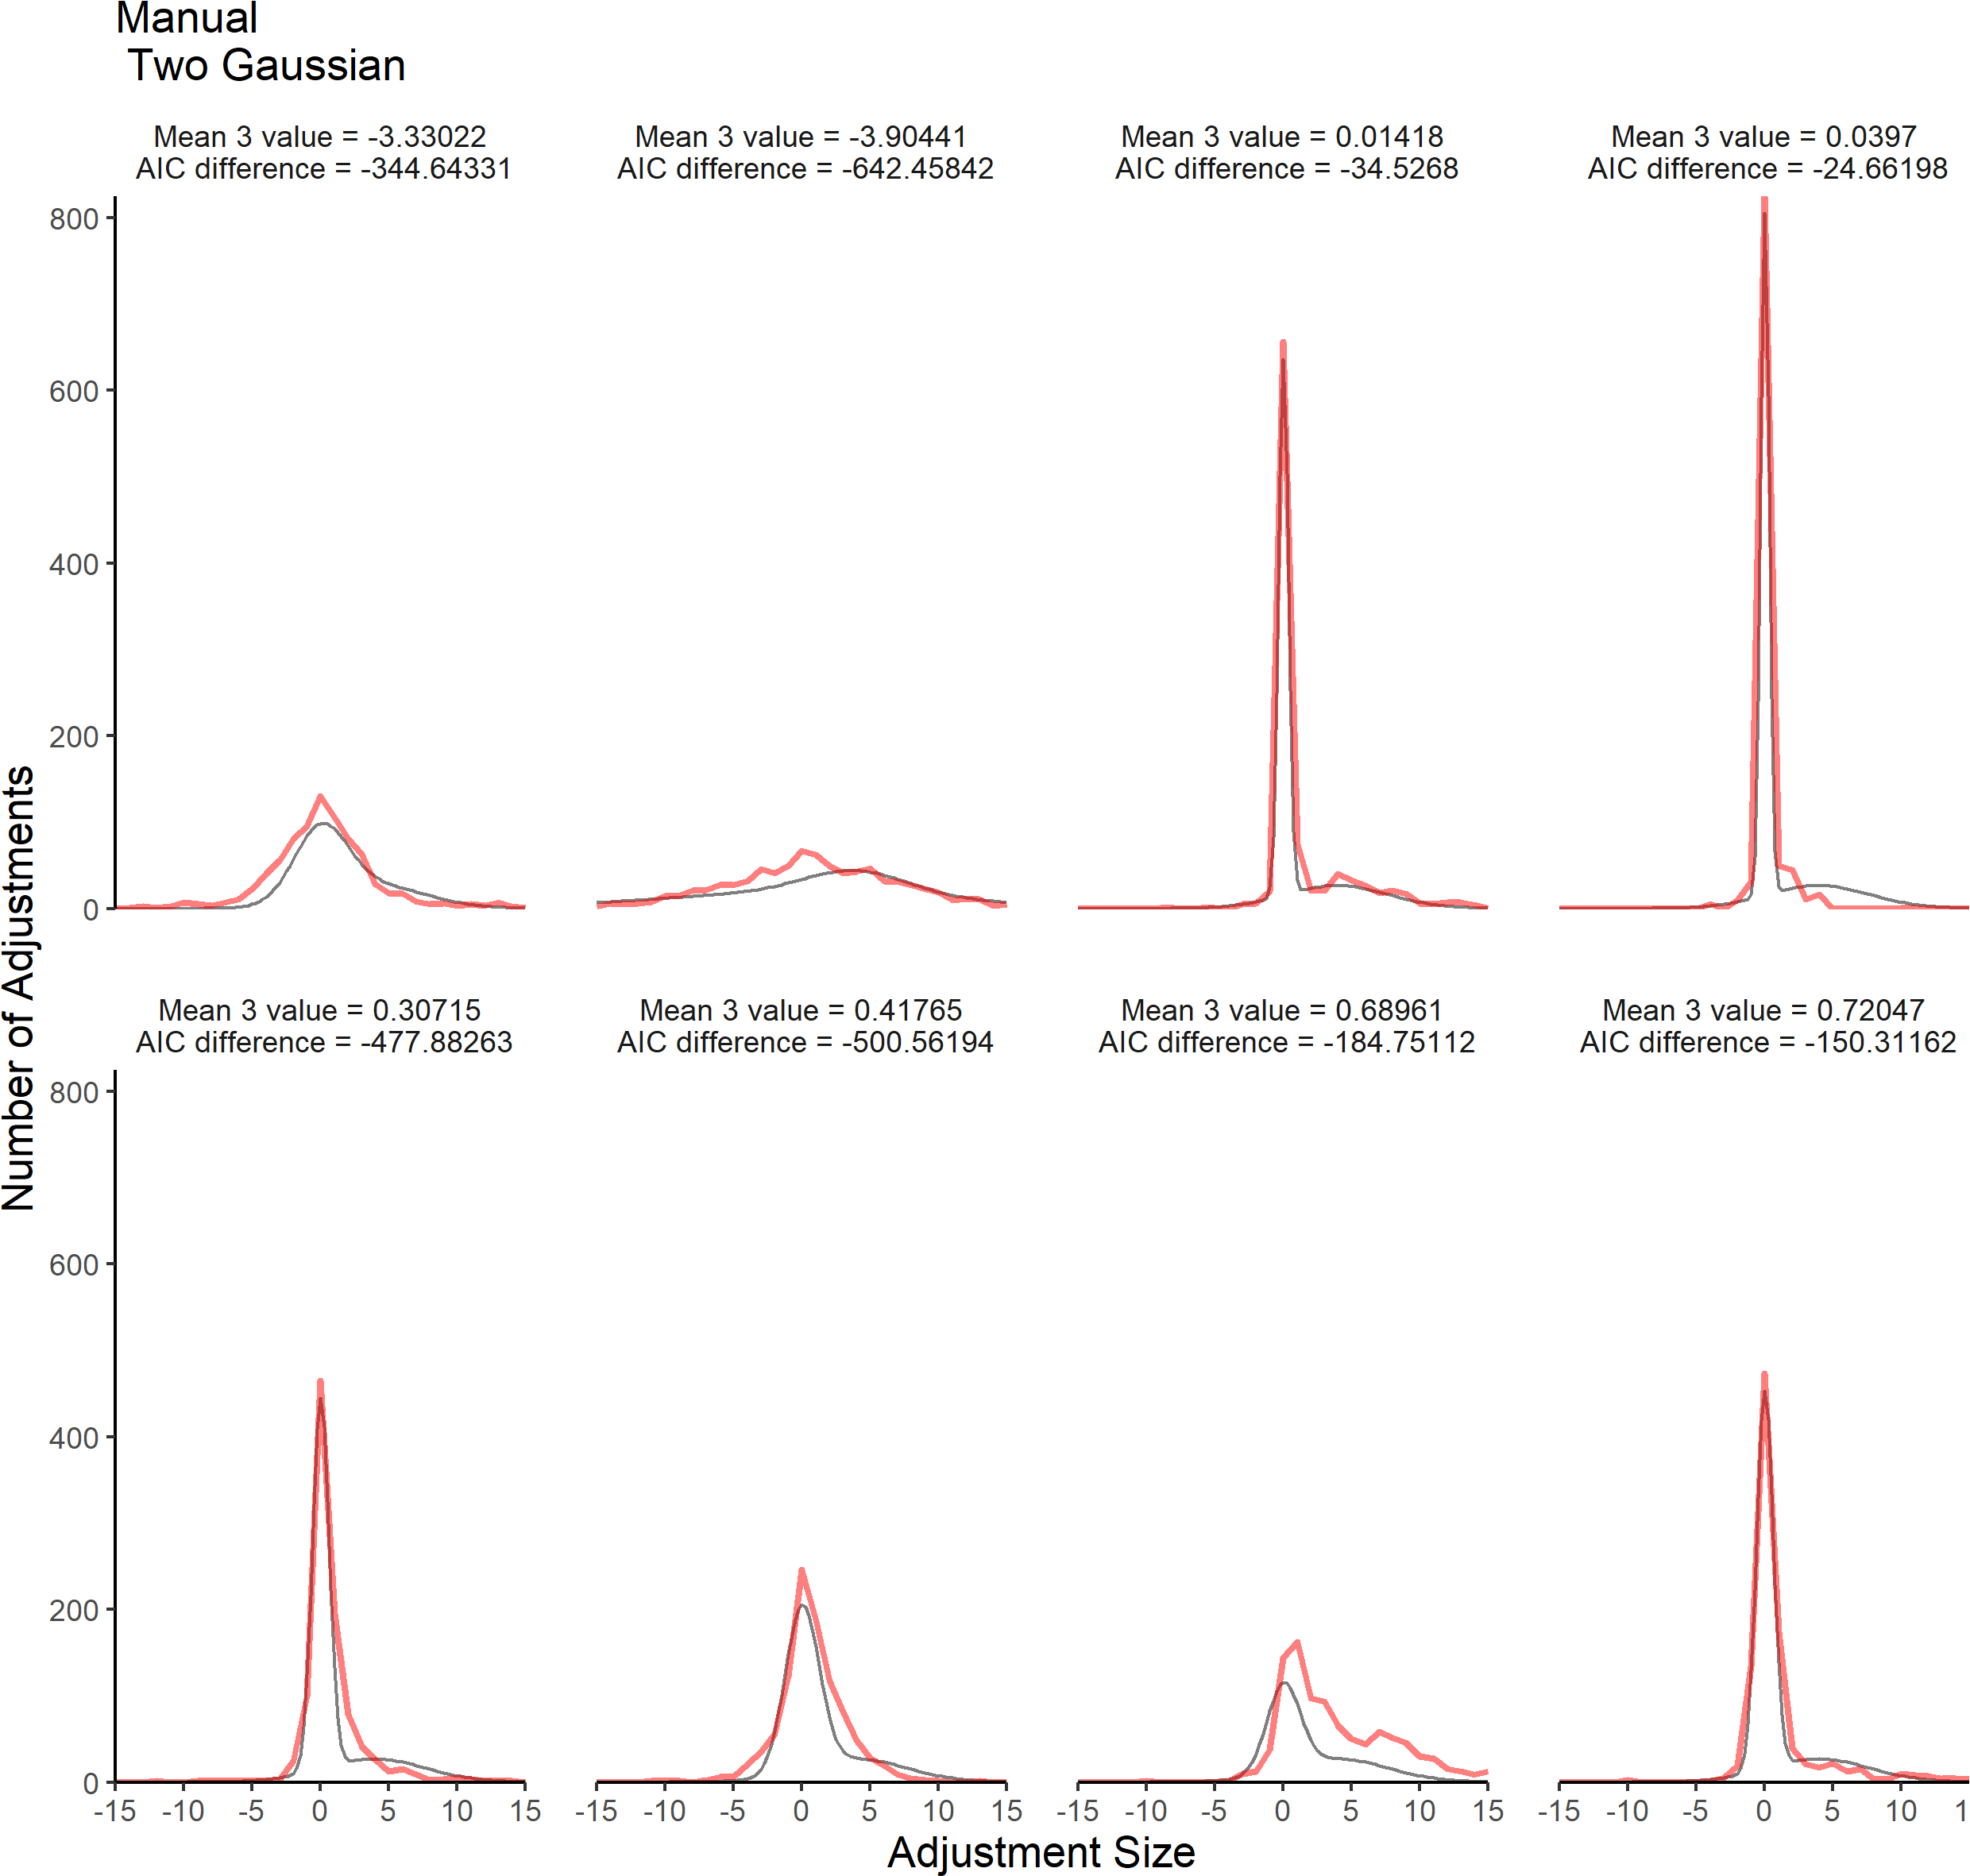 Manual
Two Gaussian
Mean 3 value = -3.33022
AIC difference = -344.64331
Mean 3 value = -3.90441
AIC difference = -642.45842
Mean 3 value = 0.01418
AIC difference = -34.5268
Mean 3 value = 0.0397
AIC difference = -24.66198
800
600
400
200
0
Number of Adjustments
Mean 3 value = 0.30715
AIC difference = -477.88263
Mean 3 value = 0.41765
AIC difference = -500.56194
Mean 3 value = 0.68961
AIC difference = -184.75112
Mean 3 value = 0.72047
AIC difference = -150.31162
800
600
400
200
0
-15 -10 -5 0 5 10 15
-15 -10 -5 0 5 10 15
-15 -10 -5 0 5 10 15
-15 -10 -5 0 5 10 1
Adjustment Size